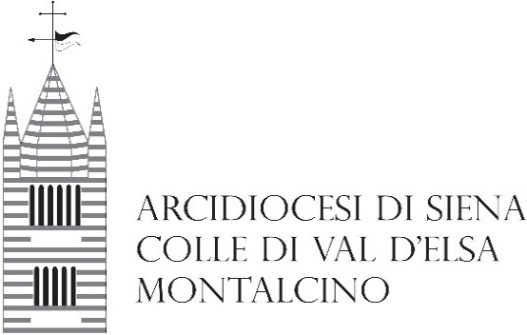 ARCIDIOCESI DI SIENA
COLLE DI VAL D'ELSA
MONTALCINO